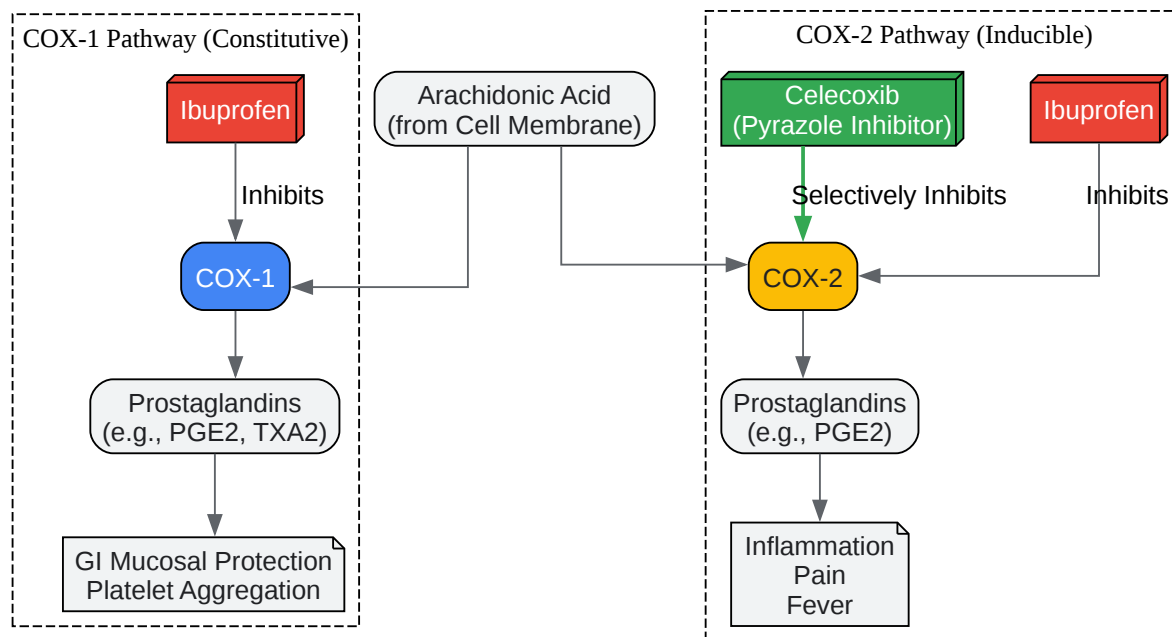 COX-1 Pathway (Constitutive)
Ibuprofen
Inhibits
COX-1
Prostaglandins
(e.g., PGE2, TXA2)
GI Mucosal Protection
Platelet Aggregation
Arachidonic Acid
(from Cell Membrane)
COX-2 Pathway (Inducible)
Celecoxib
(Pyrazole Inhibitor)
Ibuprofen
Selectively Inhibits
Inhibits
COX-2
Prostaglandins
(e.g., PGE2)
Inflammation
Pain
Fever